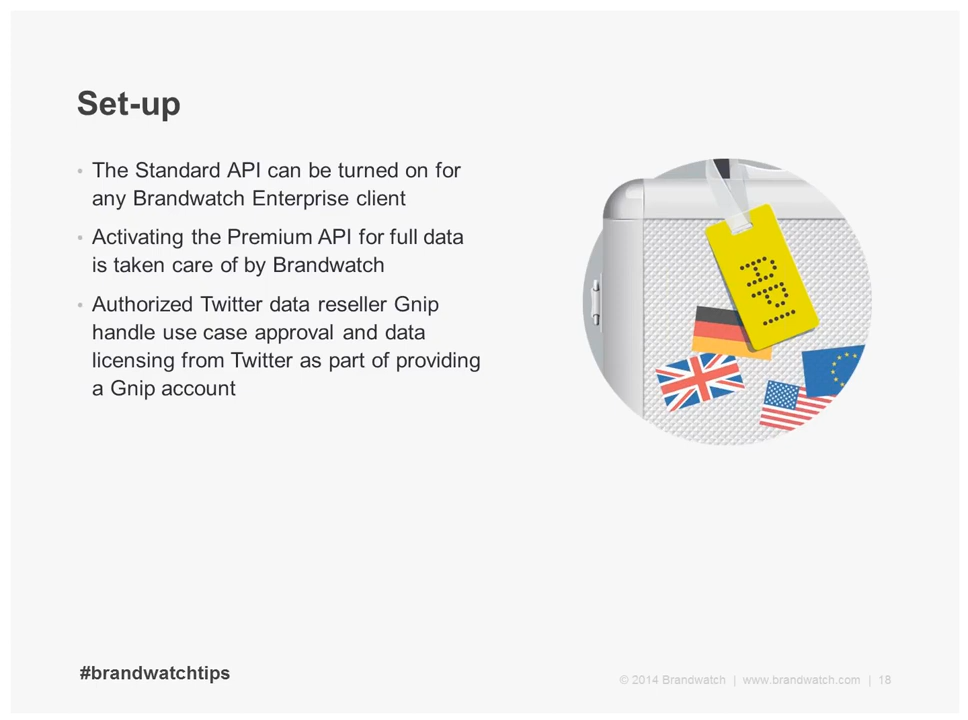 Set-up
• The Standard API can be turned on for
any Brandwatch Enterprise client
• Activating the Premium API for full data
is taken care of by Brandwatch
• Authorized Twitter data reseller Gnip
handle use case approval and data
licensing from Twitter as part of providing
a Gnip account
API
#brandwatchtips
© 2014 Brandwatch | www.brandwatch.com | 18